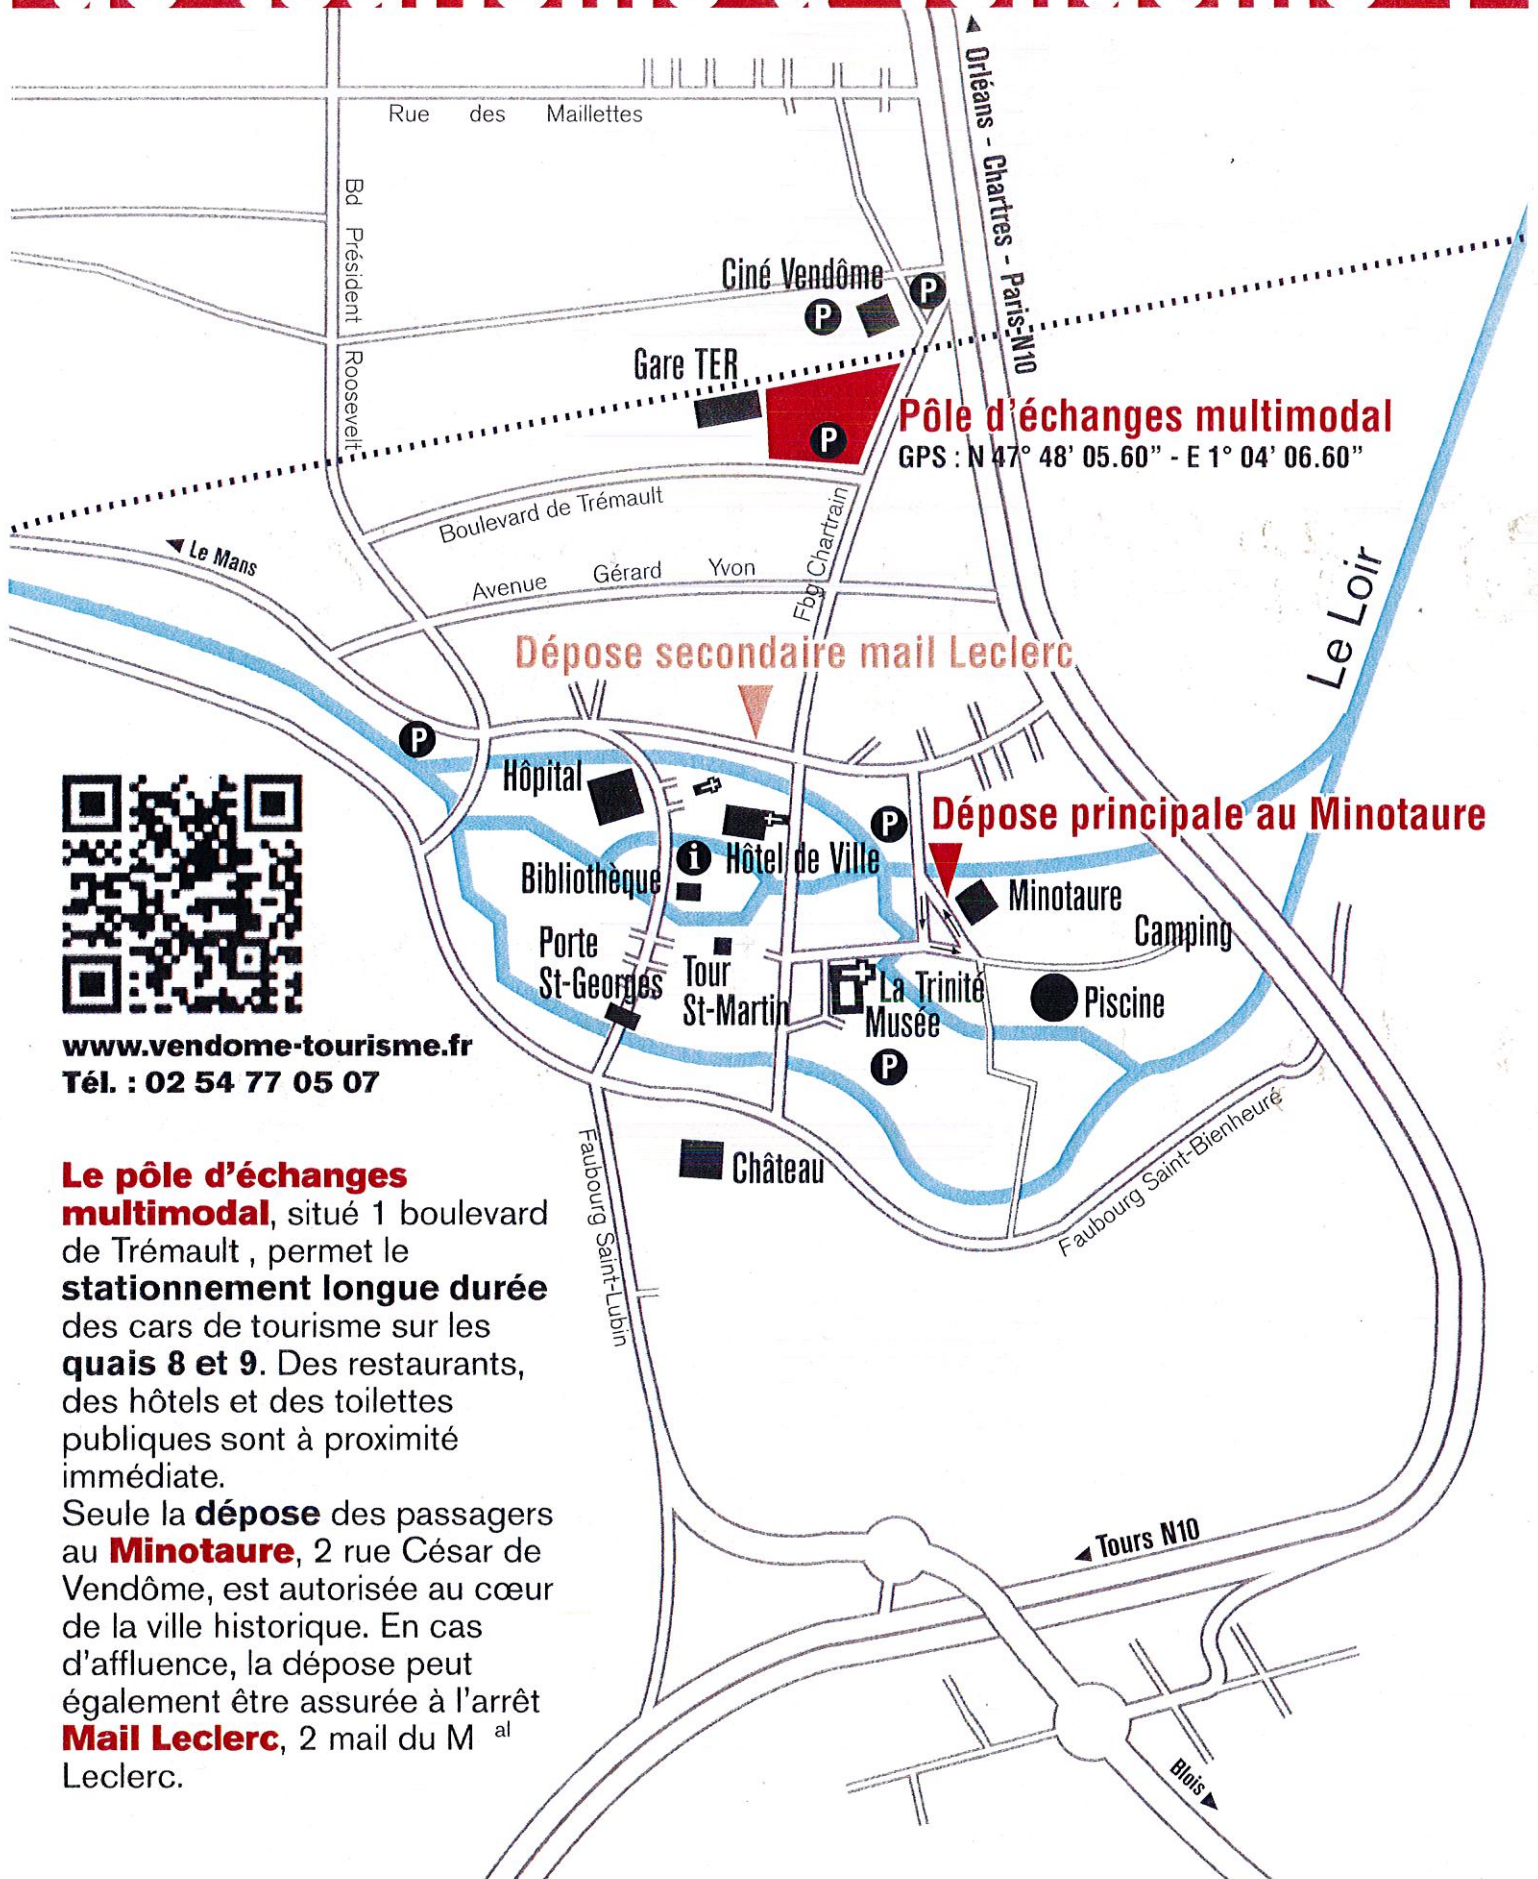 Orléans - Chartres - Paris-N10
Rue des Maillettes
Bd Président Roosevelt
Ciné Vendôme
P
P
Gare TER
P
Pôle d'échanges multimodal
GPS : N 47° 48' 05.60" - E 1° 04' 06.60"
Boulevard de Trémault
Le Mans
Avenue Gérard Yvon
Fbg Chartrain
Le Loir
Dépose secondaire mail Leclerc
P
Hôpital
P
Dépose principale au Minotaure
i
Hôtel de Ville
Bibliothèque
Minotaure
Camping
Porte
St-Georges
Tour
St-Martin
La Trinité
Musée
Piscine
P
www.vendome-tourisme.fr
Tél. : 02 54 77 05 07
Château
Faubourg Saint-Bienheuré
Faubourg Saint-Lubin
Le pôle d'échanges
multimodal, situé 1 boulevard
de Trémault , permet le
stationnement longue durée
des cars de tourisme sur les
quais 8 et 9. Des restaurants,
des hôtels et des toilettes
publiques sont à proximité
immédiate.
Seule la dépose des passagers
au Minotaure, 2 rue César de
Vendôme, est autorisée au cœur
de la ville historique. En cas
d'affluence, la dépose peut
également être assurée à l'arrêt
Mail Leclerc, 2 mail du M al
Leclerc.
Tours N10
Blois